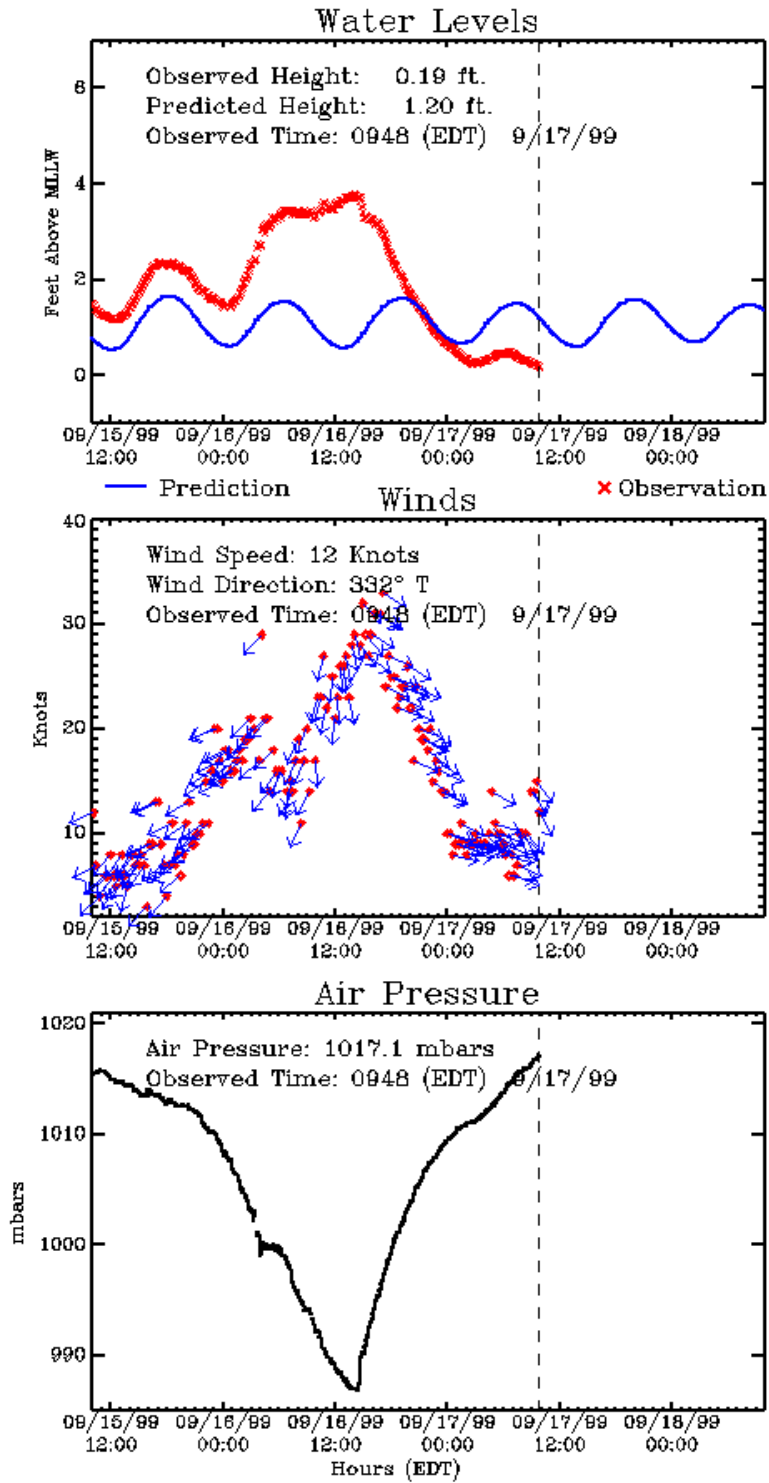 Water Levels
Observed Height: 0.19 ft.
Predicted Height: 1.20 ft.
Observed Time: 0948 (EDT) 9/17/99
Feet Above MLLW
6
4
2
0
09/15/99 09/16/99 09/16/99 09/17/99 09/17/99 09/18/99
12:00 00:00 12:00 00:00 12:00 00:00
Prediction
Observation
Winds
Wind Speed: 12 Knots
Wind Direction: 332° T
Observed Time: 0948 (EDT) 9/17/99
Knots
40
30
20
10
09/15/99 09/16/99 09/16/99 09/17/99 09/17/99 09/18/99
12:00 00:00 12:00 00:00 12:00 00:00
Air Pressure
Air Pressure: 1017.1 mbars
Observed Time: 0948 (EDT) 9/17/99
mbars
1020
1010
1000
990
09/15/99 09/16/99 09/16/99 09/17/99 09/17/99 09/18/99
12:00 00:00 12:00 00:00 12:00 00:00
Hours (EDT)